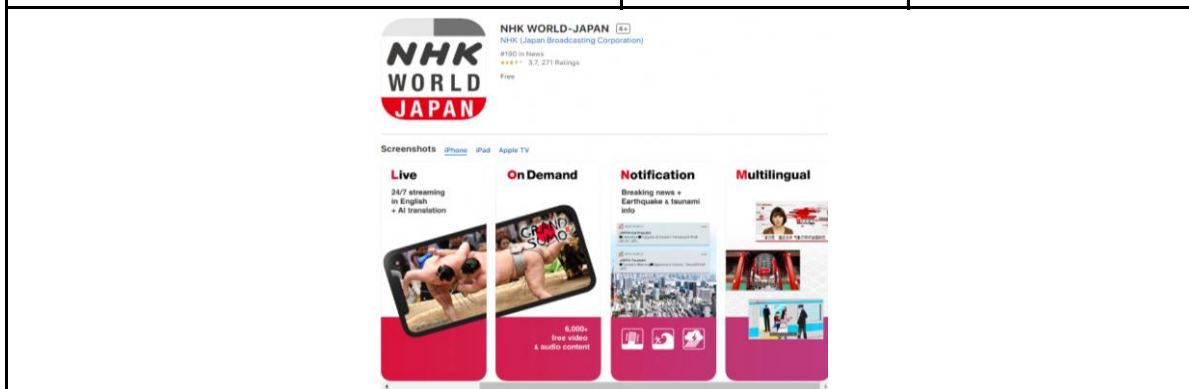 NHK WORLD-JAPAN 4+
NHK (Japan Broadcasting Corporation)
#190 in News
3.7, 271 Ratings
Free
NHK
WORLD
JAPAN
Screenshots iPhone iPad Apple TV
Live
24/7 streaming
in English
+ AI translation
On Demand
GRAND
SUMO
6,000+
free video
& audio content
Notification
Breaking news +
Earthquake & tsunami
info
Multilingual